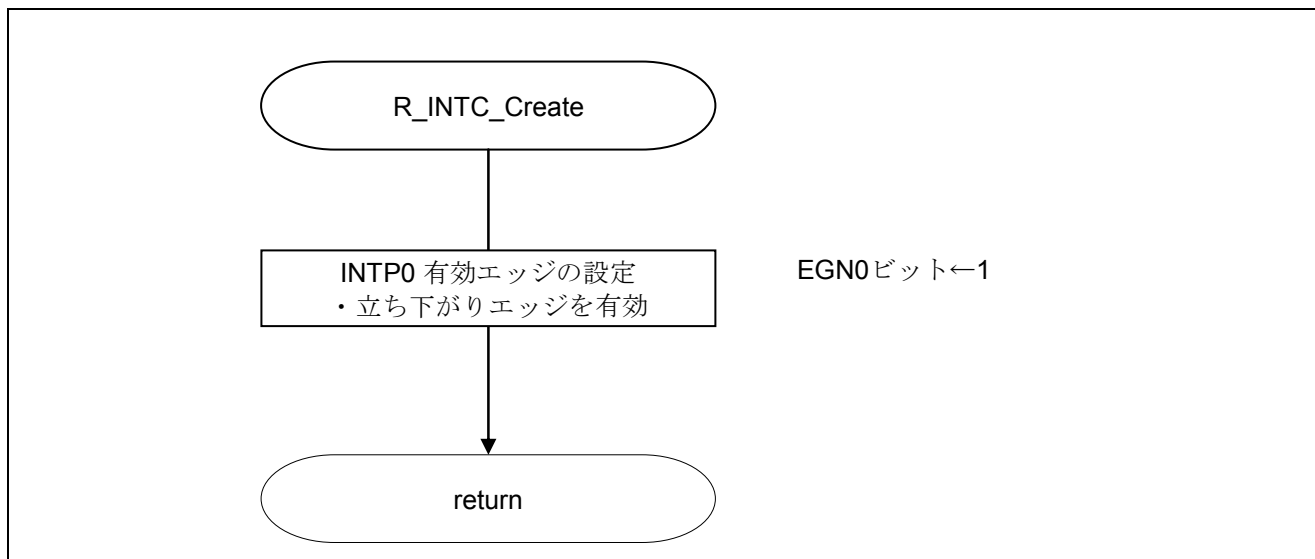 R_INTC_Create
INTP0 有効エッジの設定
・立ち下がりエッジを有効
EGN0ビット←1
return